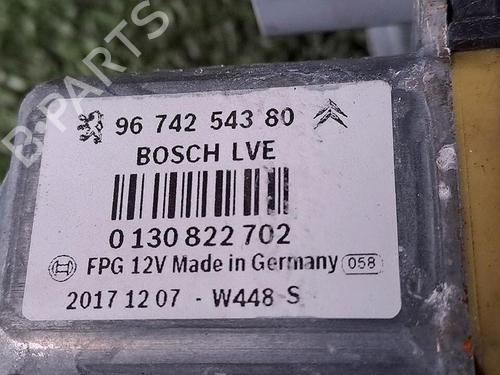 B-PARTS
96 742 543 80
BOSCH LVE
0 130 822 702
FPG 12V Made in Germany 058
2017 12 07 - W448 S